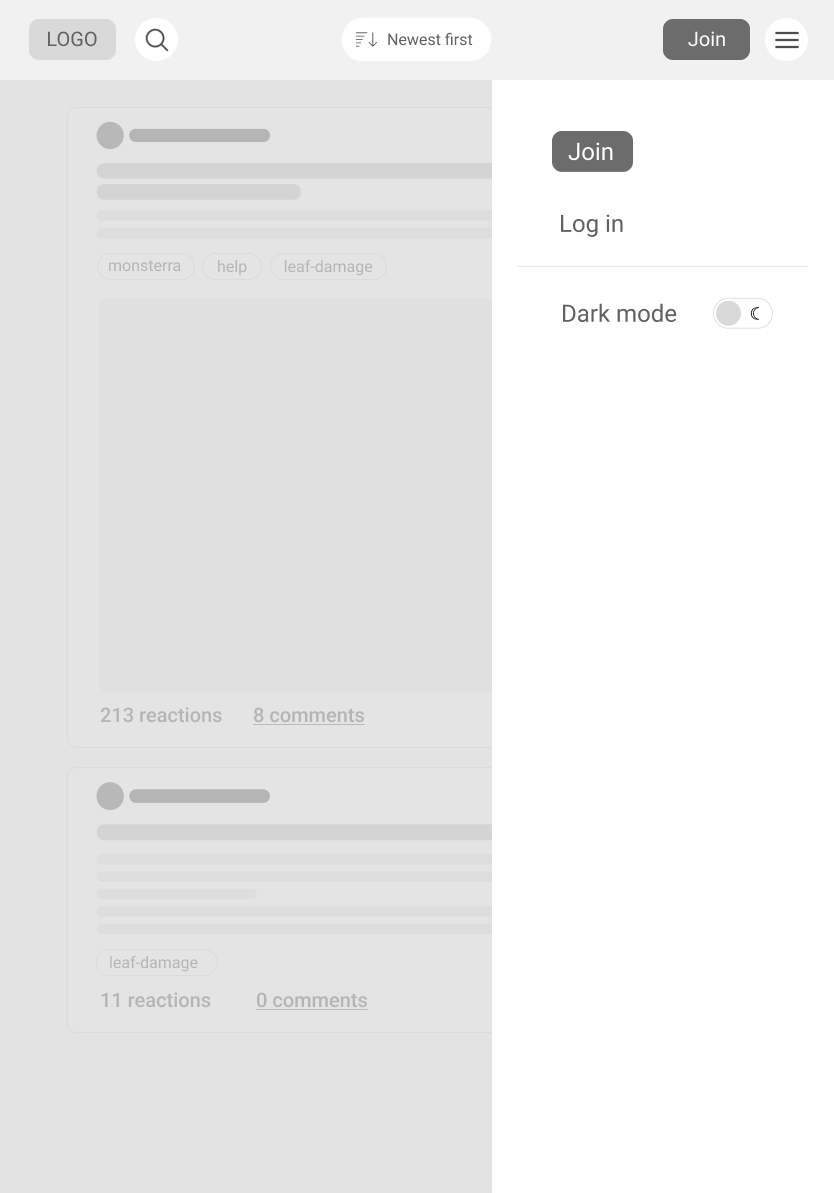 LOGO
Newest first
Join
Join
Log in
Dark mode
monsterra
help
leaf-damage
213 reactions
8 comments
leaf-damage
11 reactions
0 comments